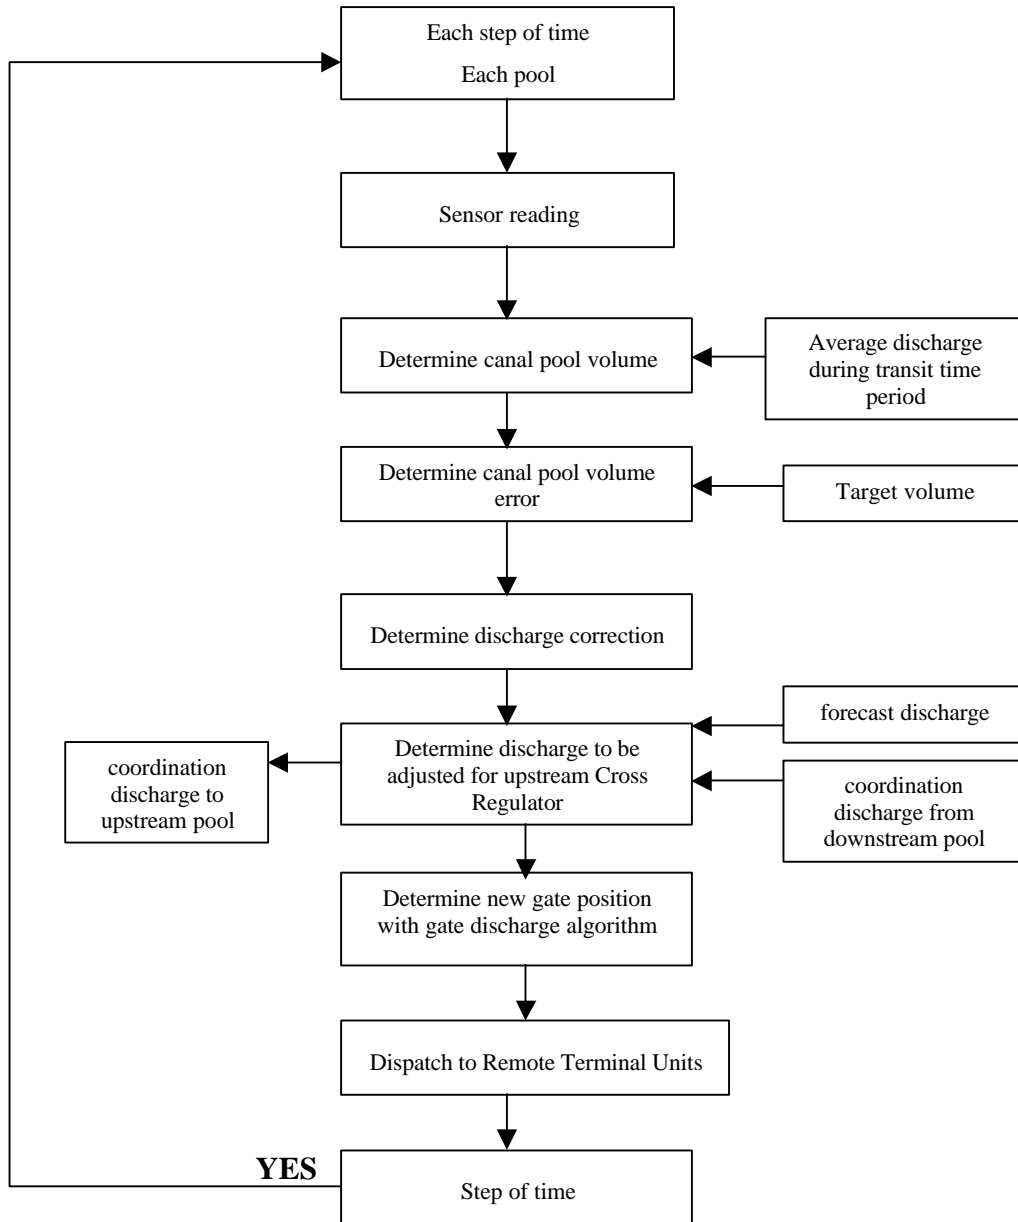 Each step of time
Each pool
Sensor reading
Determine canal pool volume
Average discharge
during transit time
period
Determine canal pool volume
error
Target volume
Determine discharge correction
forecast discharge
Determine discharge to be
adjusted for upstream Cross
Regulator
coordination
discharge to
upstream pool
coordination
discharge from
downstream pool
Determine new gate position
with gate discharge algorithm
Dispatch to Remote Terminal Units
YES
Step of time